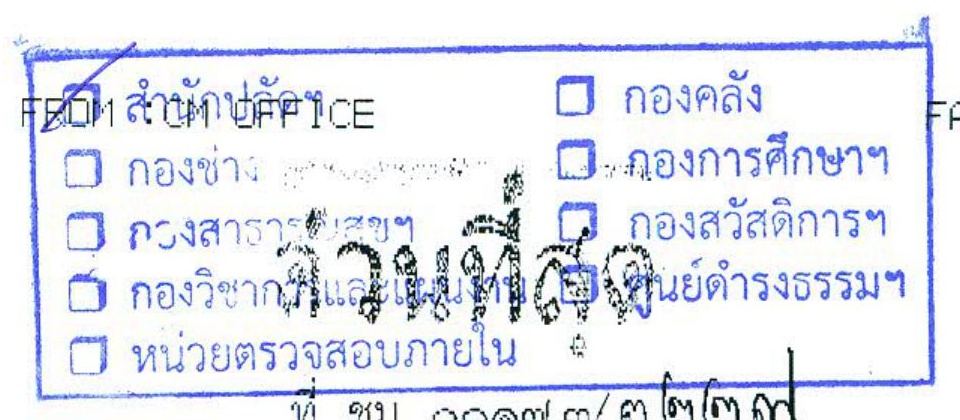 ☑ สำนักปลัดฯ ☐ กองคลัง
FROM : CM OFFICE FA
☐ กองช่าง ☐ กองการศึกษาฯ
☐ กองสาธารณสุขฯ ☐ กองสวัสดิการฯ
ด่วนที่สุด
☐ กองวิชาการและแผนงาน ☐ ศูนย์ดำรงธรรมฯ
☐ หน่วยตรวจสอบภายใน
ที่ ชม ๐๐๑๗.๓/